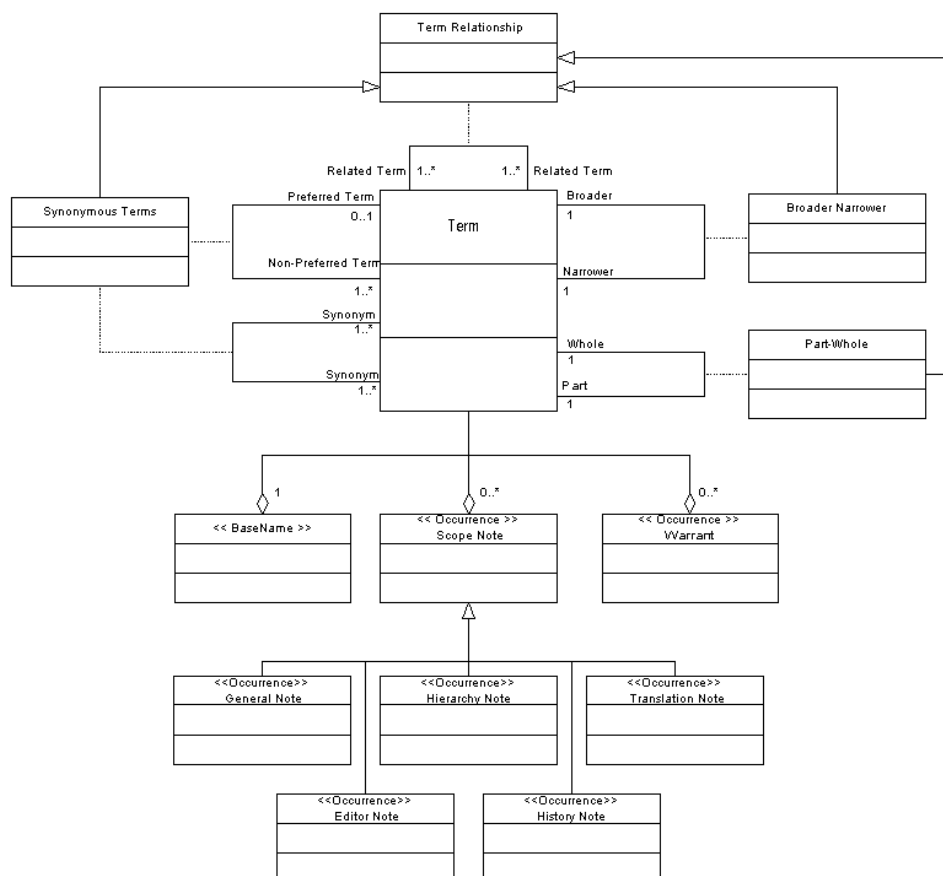 Term Relationship
Related Term 1..* 1..* Related Term
Preferred Term
0..1
Broader
1
Synonymous Terms
Term
Broader Narrower
Non-Preferred Term
1..*
Narrower
1
Synonym
1..*
Whole
1
Part-Whole
Synonym
1..*
Part
1
1
0..*
0..*
<< BaseName >>
<< Occurrence >>
Scope Note
<< Occurrence >>
Warrant
<<Occurrence>>
General Note
<<Occurrence>>
Hierarchy Note
<<Occurrence>>
Translation Note
<<Occurrence>>
Editor Note
<<Occurrence>>
History Note